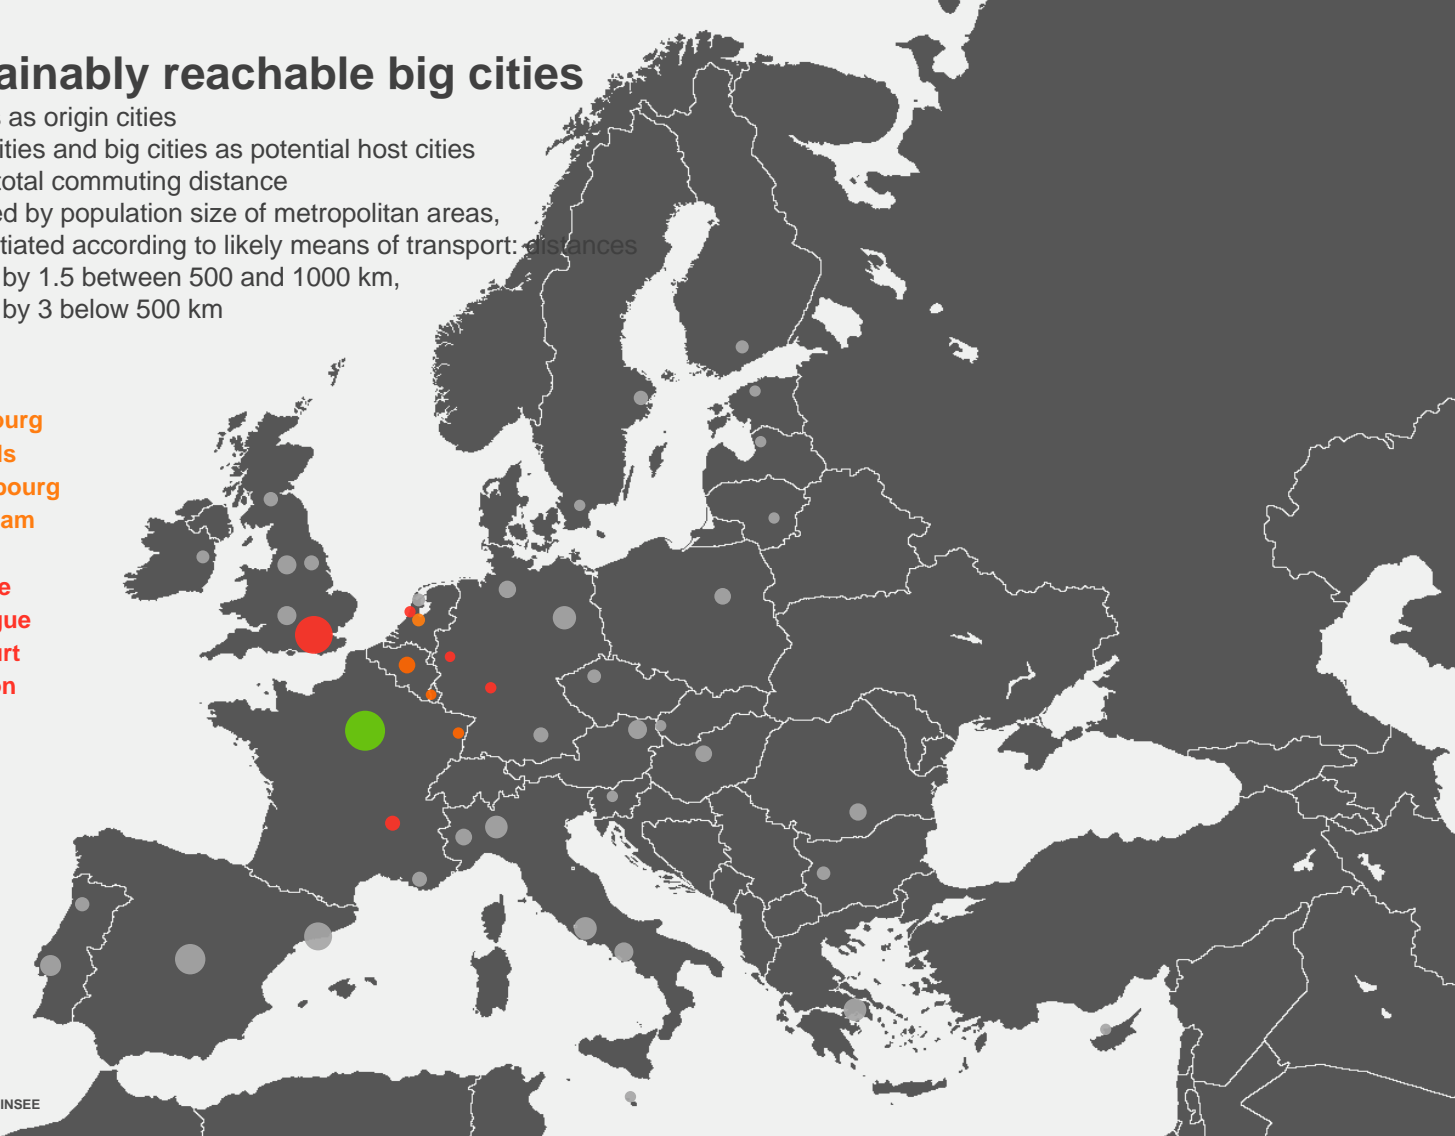 ainably reachable big cities
s as origin cities
ities and big cities as potential host cities
total commuting distance
ed by population size of metropolitan areas,
tiated according to likely means of transport: distances
by 1.5 between 500 and 1000 km,
by 3 below 500 km
ourg
ls
bourg
am
e
gue
urt
on
INSEE